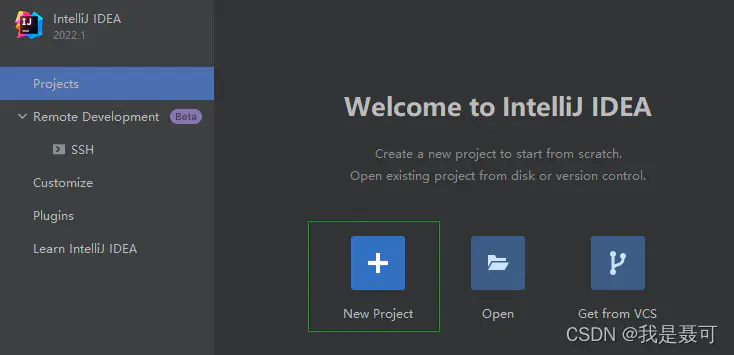 IntelliJ IDEA
2022.1
Projects
Remote Development Beta
SSH
Customize
Plugins
Learn IntelliJ IDEA
Welcome to IntelliJ IDEA
Create a new project to start from scratch.
Open existing project from disk or version control.
New Project
Open
Get from VCS
CSDN @我是聂可